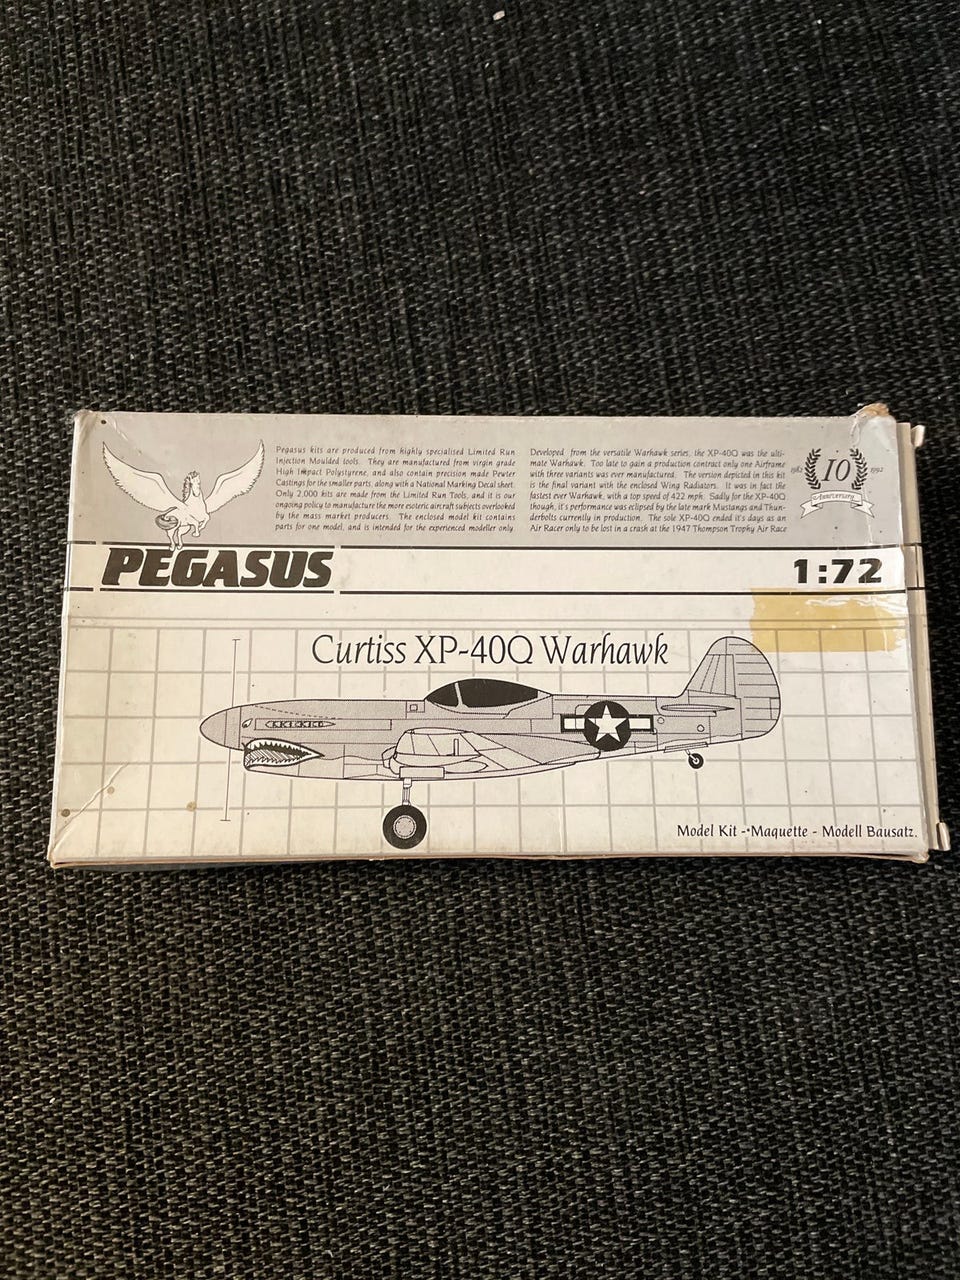 Pegasus kits are produced from highly specialised Limited Run
Injection Moulded tools. They are manufactured from virgin grade
High Impact Polystyrene, and also contain precision made Pewter
Castings for the smaller parts, along with a National Marking Decal sheet.
Only 2,000 kits are made from the Limited Run Tools, and it is our
ongoing policy to manufacture the more esoteric aircraft subjects overlooked
by the mass market producers. The enclosed model kit contains
parts for one model, and is intended for the experienced modeller only
Developed from the versatile Warhawk series, the XP-40Q was the ulti-
mate Warhawk. Too late to gain a production contract only one Airframe
with three variants was ever manufactured. The version depicted in this kit
is the final variant with the enclosed Wing Radiators. It was in fact the
fastest ever Warhawk, with a top speed of 422 mph. Sadly for the XP-40Q
though, it's performance was eclipsed by the late mark Mustangs and Thun-
derbolts currently in production. The sole XP-40Q ended it's days as an
Air Racer only to be lost in a crash at the 1947 Thompson Trophy Air Race
1983 10 1992
Anniversary
PEGASUS
1:72
Curtiss XP-40Q Warhawk
Model Kit - Maquette - Modell Bausatz.